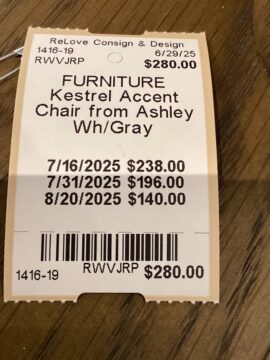 ReLove Consign & Design
1416-19 6/29/25
RWVJRP $280.00
FURNITURE
Kestrel Accent
Chair from Ashley
Wh/Gray
7/16/2025 $238.00
7/31/2025 $196.00
8/20/2025 $140.00
1416-19 RWVJRP $280.00